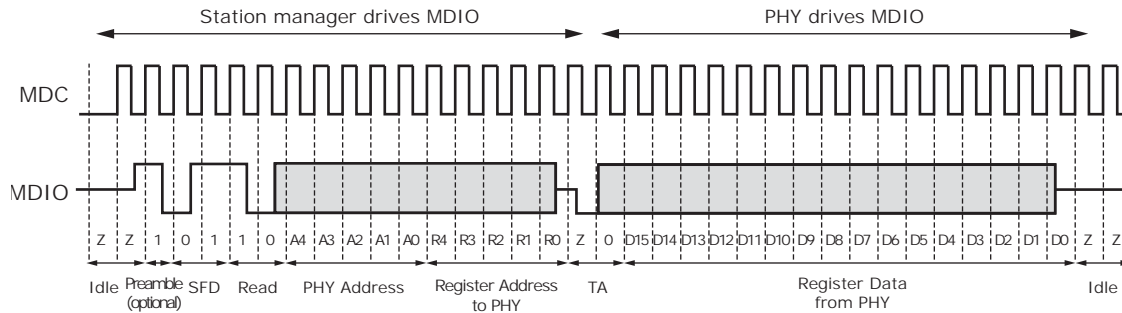 Station manager drives MDIO PHY drives MDIO
MDC
MDIO
Z Z 1 0 1 1 0 A4 A3 A2 A1 A0 R4 R3 R2 R1 R0 Z 0 D15 D14 D13 D12 D11 D10 D9 D8 D7 D6 D5 D4 D3 D2 D1 D0 Z Z
Idle Preamble (optional) SFD Read PHY Address Register Address to PHY TA Register Data from PHY Idle